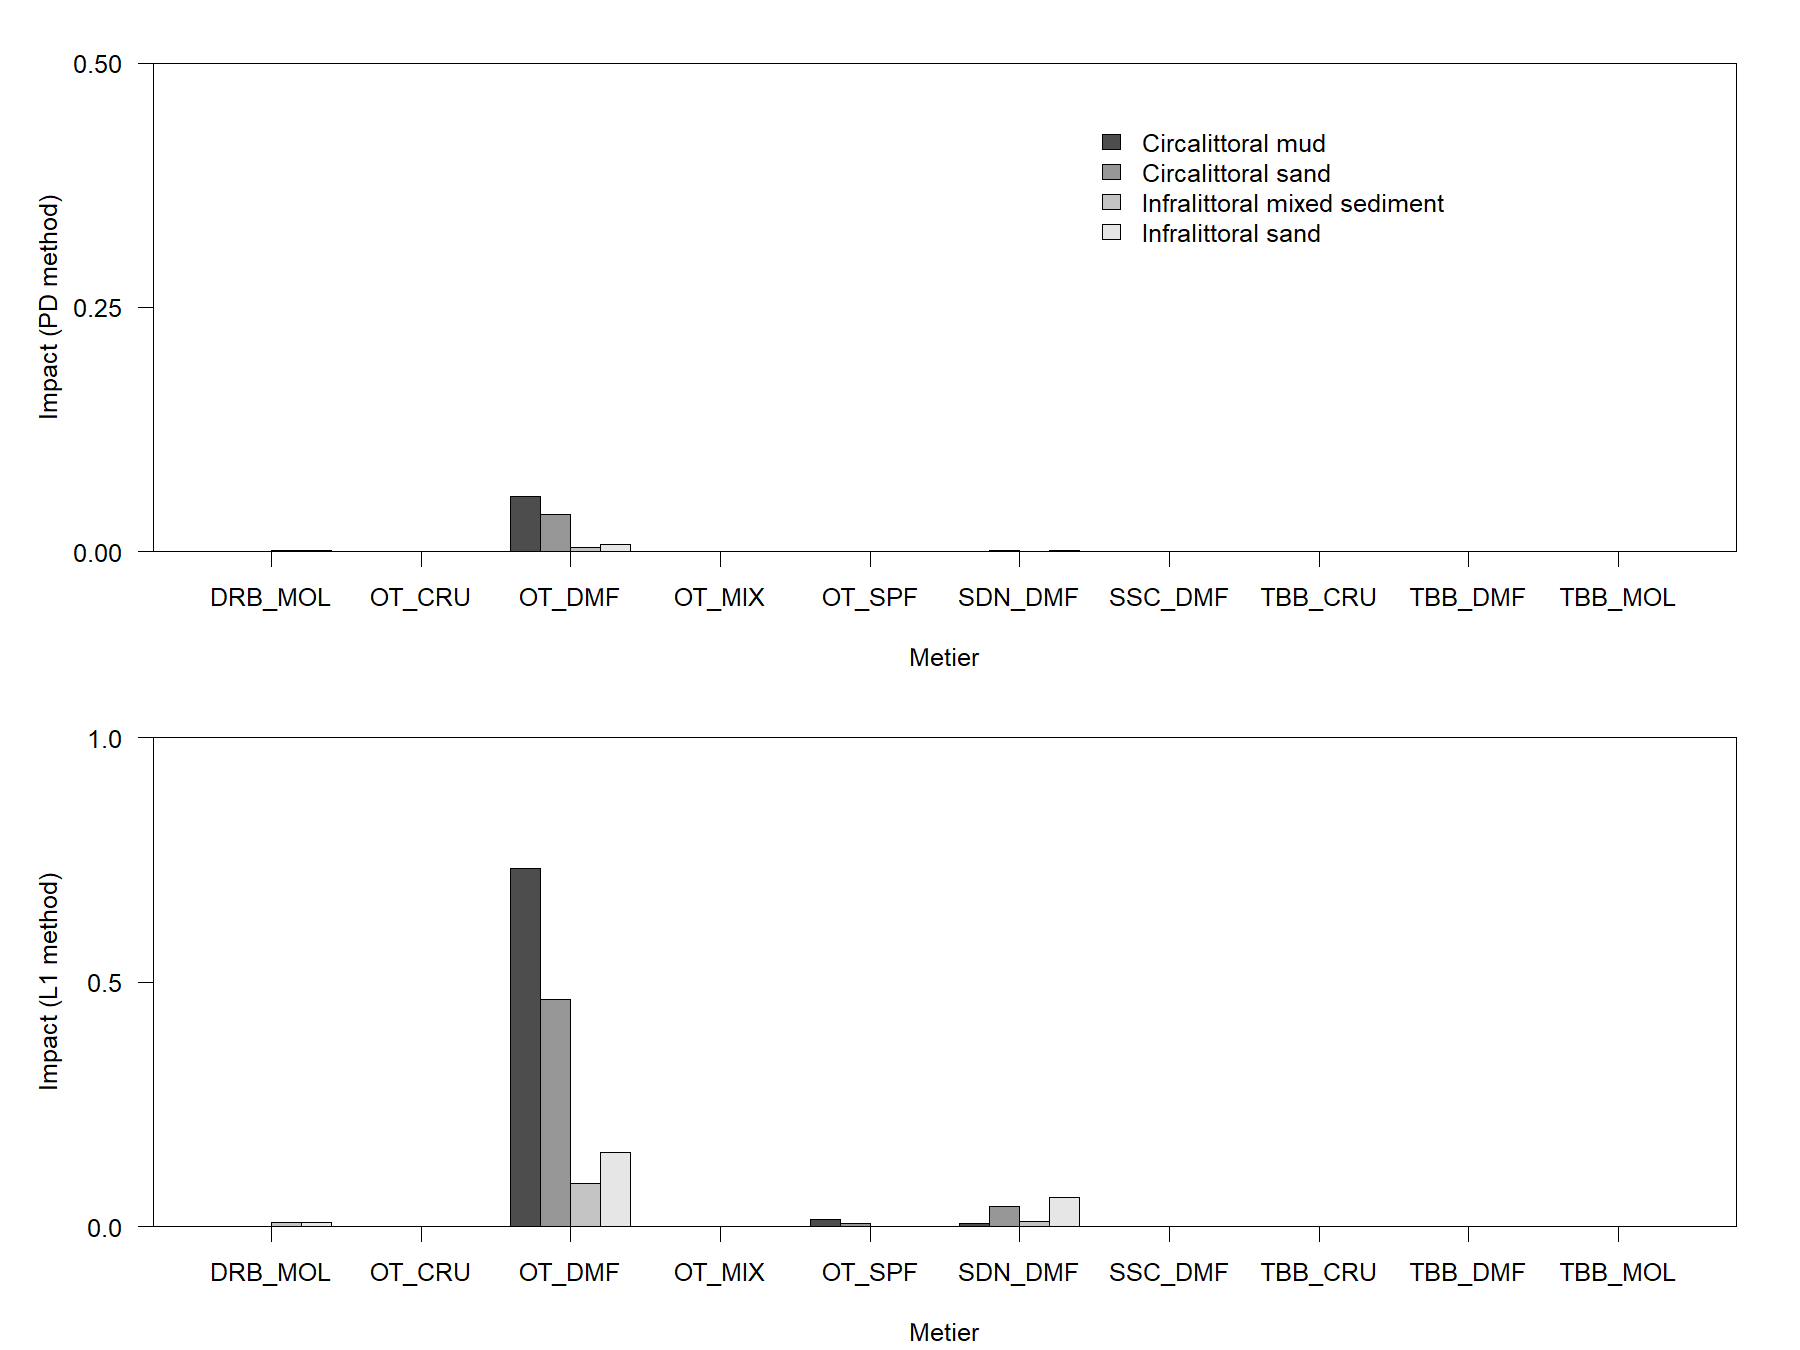 0.50
0.25
0.00
Impact (PD method)
Circalittoral mud
Circalittoral sand
Infralittoral mixed sediment
Infralittoral sand
DRB_MOL OT_CRU OT_DMF OT_MIX OT_SPF SDN_DMF SSC_DMF TBB_CRU TBB_DMF TBB_MOL
Metier
1.0
0.5
0.0
Impact (L1 method)
DRB_MOL OT_CRU OT_DMF OT_MIX OT_SPF SDN_DMF SSC_DMF TBB_CRU TBB_DMF TBB_MOL
Metier